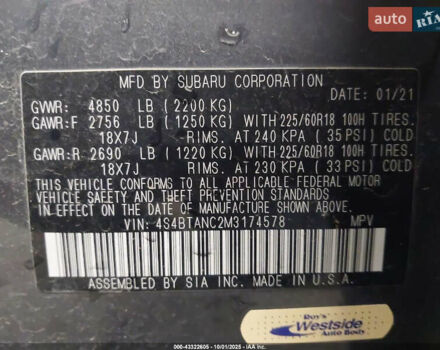 AUTO
RIA
MFD BY SUBARU CORPORATION
GVWR: 4850 LB (2200 KG) DATE: 01/21
GAWR:F 2756 LB (1250 KG) WITH 225/60R18 100H TIRES.
18X7J RIMS. AT 240 KPA (35 PSI) COLD
GAWR:R 2690 LB (1220 KG) WITH 225/60R18 100H TIRES.
18X7J RIMS. AT 230 KPA (33 PSI) COLD
THIS VEHICLE CONFORMS TO ALL APPLICABLE FEDERAL MOTOR
VEHICLE SAFETY AND THEFT PREVENTION STANDARDS IN
EFFECT ON THE DATE OF MANUFACTURE SHOWN ABOVE.
VIN: 4S4BTANC2M3174578 MPV
ASSEMBLED BY SIA INC. MADE IN U.S.A.
Roy's
Westside
Auto Body
000-43322605 - 10/01/2025 - IAA Inc.